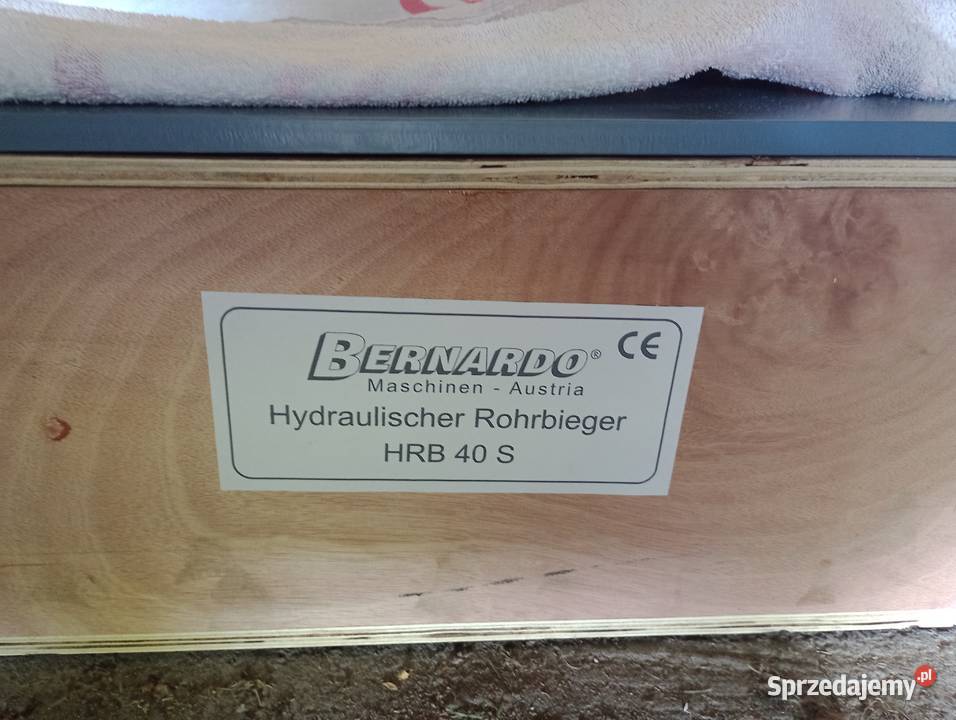 BERNARDO® CE
Maschinen - Austria
Hydraulischer Rohrbieger
HRB 40 S
Sprzedajemy.pl